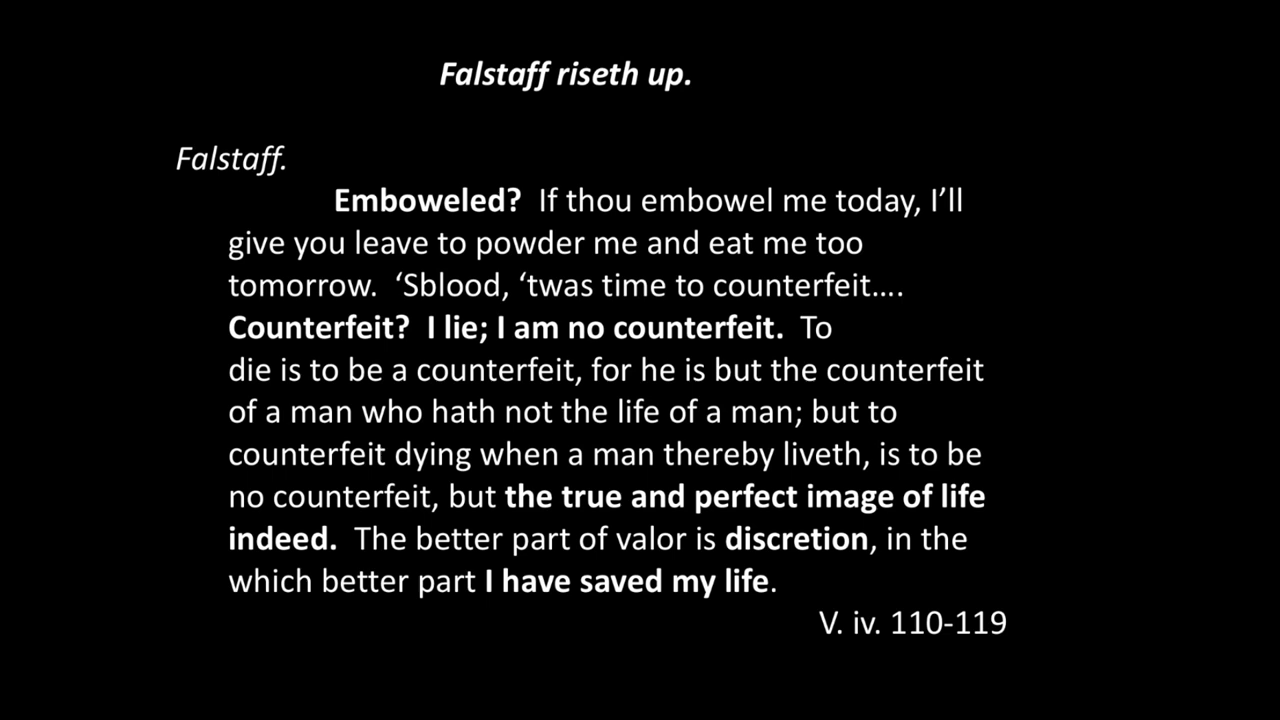 Falstaff riseth up.
Falstaff.
Emboweled?  If thou embowel me today, I’ll
give you leave to powder me and eat me too
tomorrow.  ‘Sblood, ‘twas time to counterfeit….
Counterfeit?  I lie; I am no counterfeit.  To
die is to be a counterfeit, for he is but the counterfeit
of a man who hath not the life of a man; but to
counterfeit dying when a man thereby liveth, is to be
no counterfeit, but the true and perfect image of life
indeed.  The better part of valor is discretion, in the
which better part I have saved my life.
V. iv. 110-119